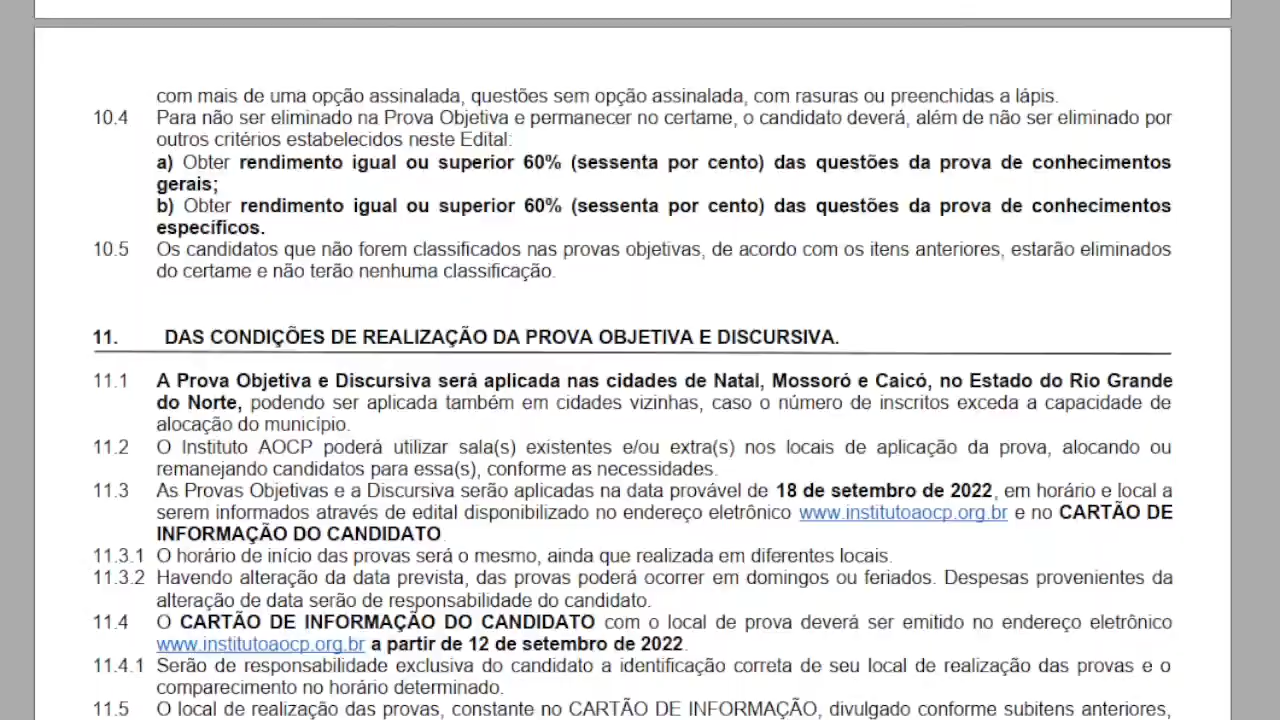 com mais de uma opção assinalada, questões sem opção assinalada, com rasuras ou preenchidas a lápis.
10.4 Para não ser eliminado na Prova Objetiva e permanecer no certame, o candidato deverá, além de não ser eliminado por
outros critérios estabelecidos neste Edital:
a) Obter rendimento igual ou superior 60% (sessenta por cento) das questões da prova de conhecimentos
gerais;
b) Obter rendimento igual ou superior 60% (sessenta por cento) das questões da prova de conhecimentos
específicos.
10.5 Os candidatos que não forem classificados nas provas objetivas, de acordo com os itens anteriores, estarão eliminados
do certame e não terão nenhuma classificação.
11. DAS CONDIÇÕES DE REALIZAÇÃO DA PROVA OBJETIVA E DISCURSIVA.
11.1 A Prova Objetiva e Discursiva será aplicada nas cidades de Natal, Mossoró e Caicó, no Estado do Rio Grande
do Norte, podendo ser aplicada também em cidades vizinhas, caso o número de inscritos exceda a capacidade de
alocação do município.
11.2 O Instituto AOCP poderá utilizar sala(s) existentes e/ou extra(s) nos locais de aplicação da prova, alocando ou
remanejando candidatos para essa(s), conforme as necessidades.
11.3 As Provas Objetivas e a Discursiva serão aplicadas na data provável de 18 de setembro de 2022, em horário e local a
serem informados através de edital disponibilizado no endereço eletrônico www.institutoaocp.org.br e no CARTÃO DE
INFORMAÇÃO DO CANDIDATO.
11.3.1 O horário de início das provas será o mesmo, ainda que realizada em diferentes locais.
11.3.2 Havendo alteração da data prevista, das provas poderá ocorrer em domingos ou feriados. Despesas provenientes da
alteração de data serão de responsabilidade do candidato.
11.4 O CARTÃO DE INFORMAÇÃO DO CANDIDATO com o local de prova deverá ser emitido no endereço eletrônico
www.institutoaocp.org.br a partir de 12 de setembro de 2022.
11.4.1 Serão de responsabilidade exclusiva do candidato a identificação correta de seu local de realização das provas e o
comparecimento no horário determinado.
11.5 O local de realização das provas, constante no CARTÃO DE INFORMAÇÃO, divulgado conforme subitens anteriores,